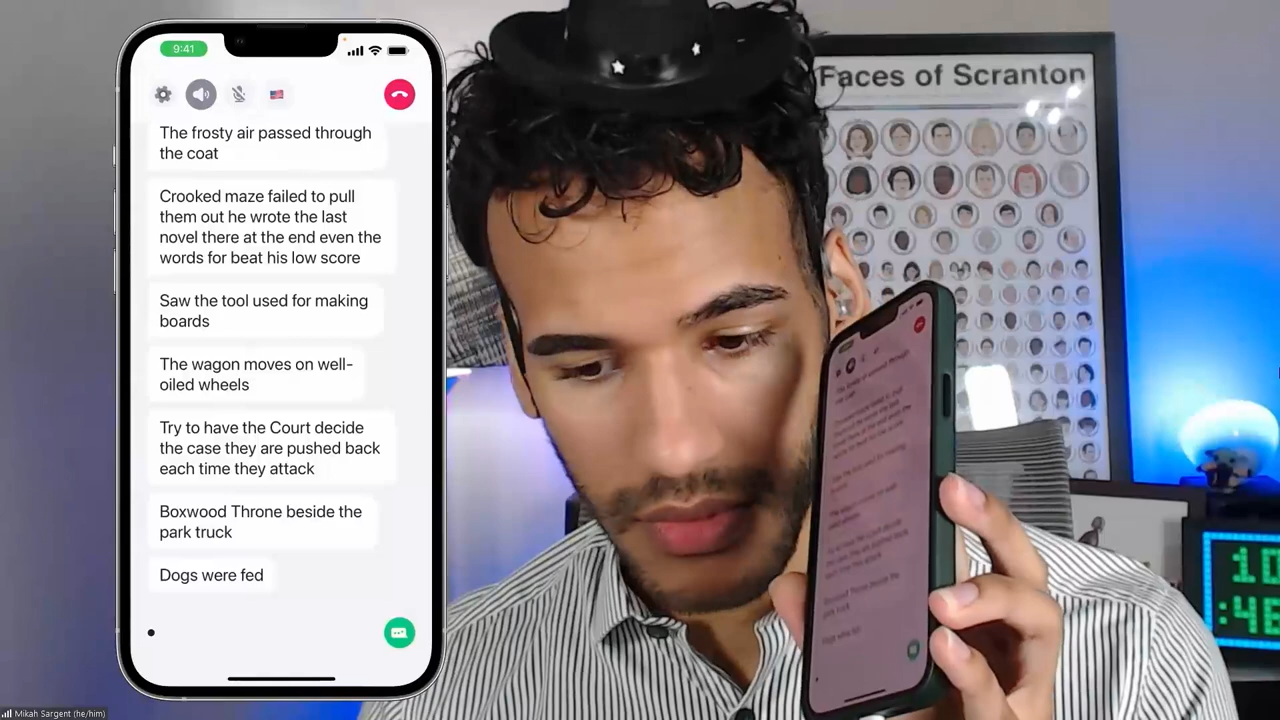 9:41
The frosty air passed through
the coat
Crooked maze failed to pull
them out he wrote the last
novel there at the end even the
words for beat his low score
Saw the tool used for making
boards
The wagon moves on well-
oiled wheels
Try to have the Court decide
the case they are pushed back
each time they attack
Boxwood Throne beside the
park truck
Dogs were fed
Faces of Scranton
10
:46
Mikah Sargent (he/him)